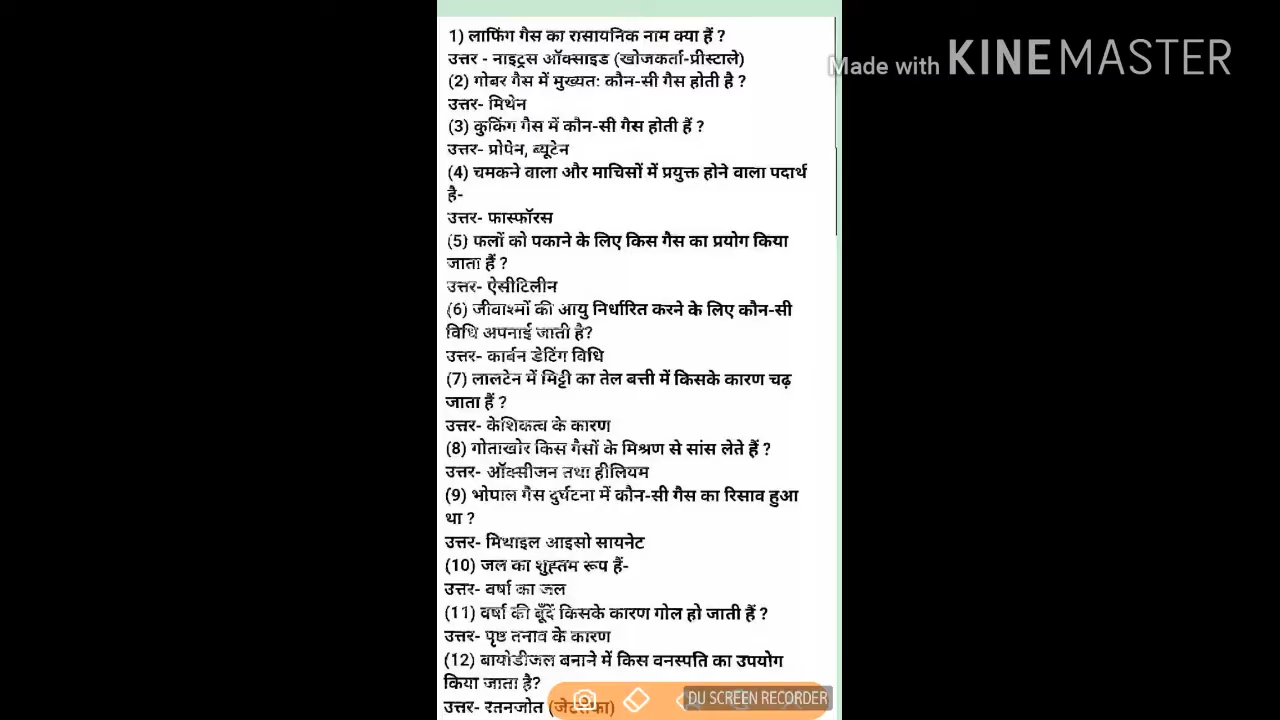 1) लाफिंग गैस का रासायनिक नाम क्या हैं ?
उत्तर - नाइट्रस ऑक्साइड (खोजकर्ता-प्रीस्टाले)
(2) गोबर गैस में मुख्यतः कौन-सी गैस होती है ?
उत्तर- मिथेन
(3) कुकिंग गैस में कौन-सी गैस होती हैं ?
उत्तर- प्रोपेन, ब्यूटेन
(4) चमकने वाला और माचिसों में प्रयुक्त होने वाला पदार्थ
है-
उत्तर- फास्फॉरस
(5) फलों को पकाने के लिए किस गैस का प्रयोग किया
जाता हैं ?
उत्तर- ऐसीटिलीन
(6) जीवाश्मों की आयु निर्धारित करने के लिए कौन-सी
विधि अपनाई जाती है?
उत्तर- कार्बन डेटिंग विधि
(7) लालटेन में मिट्टी का तेल बत्ती में किसके कारण चढ़
जाता हैं ?
उत्तर- केशिकत्व के कारण
(8) गोताखोर किस गैसों के मिश्रण से सांस लेते हैं ?
उत्तर- ऑक्सीजन तथा हीलियम
(9) भोपाल गैस दुर्घटना में कौन-सी गैस का रिसाव हुआ
था ?
उत्तर- मिथाइल आइसो सायनेट
(10) जल का शुद्धतम रूप हैं-
उत्तर- वर्षा का जल
(11) वर्षा की बूँदें किसके कारण गोल हो जाती हैं ?
उत्तर- पृष्ठ तनाव के कारण
(12) बायोडीजल बनाने में किस वनस्पति का उपयोग
किया जाता है?
उत्तर- रतनजोत
Made with KINEMASTER
DU SCREEN RECORDER